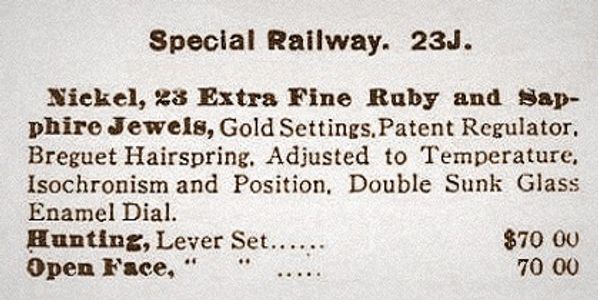 Special Railway. 23J.
Nickel, 23 Extra Fine Ruby and Sap-
phire Jewels, Gold Settings, Patent Regulator,
Breguet Hairspring, Adjusted to Temperature,
Isochronism and Position, Double Sunk Glass
Enamel Dial.
Hunting, Lever Set...... $70 00
Open Face, " " ..... 70 00